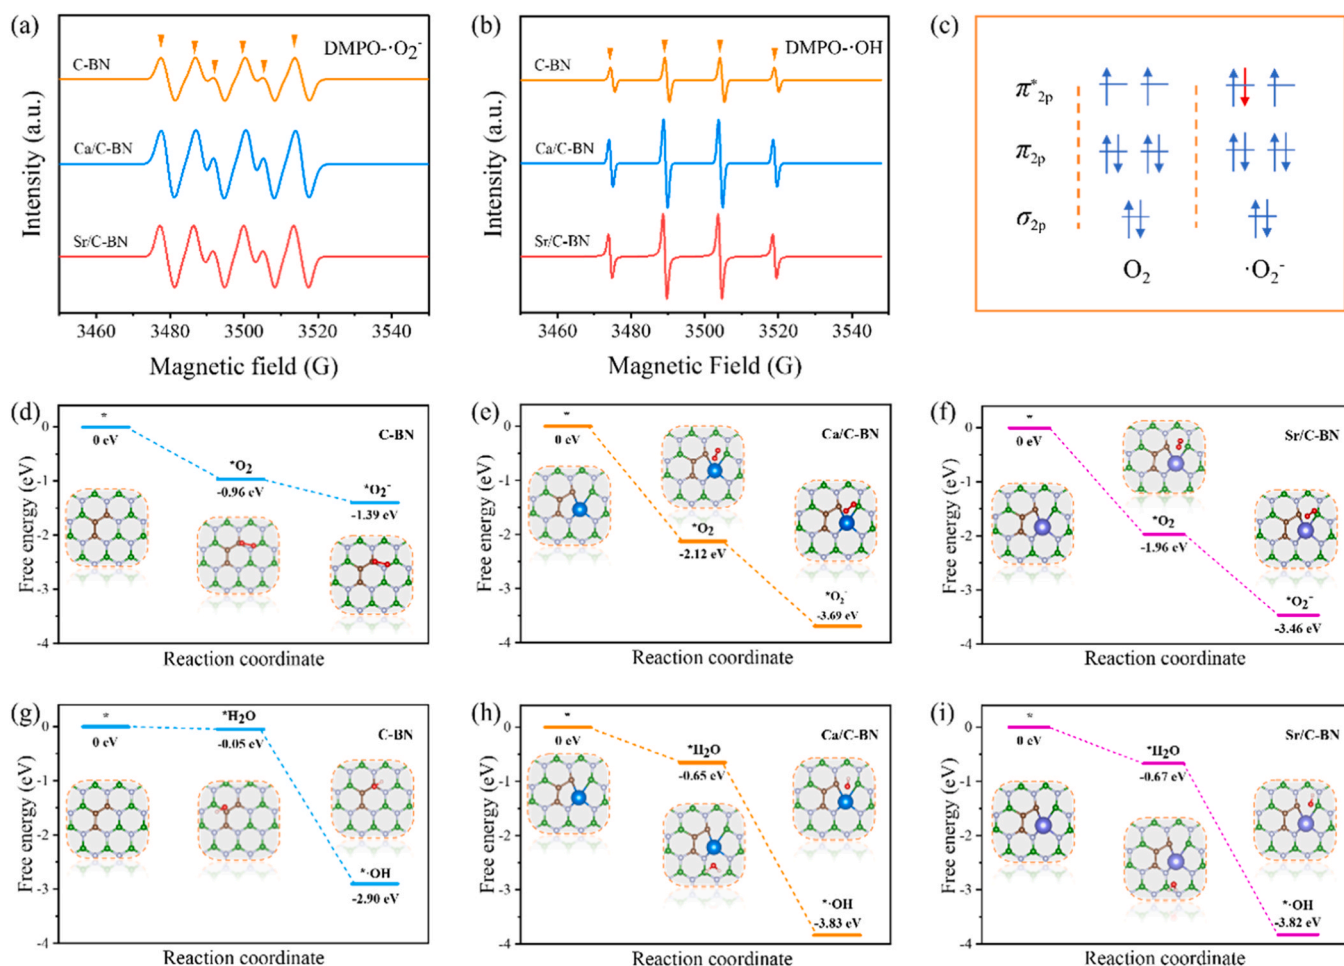 (a)
DMPO-·O₂⁻
C-BN
Ca/C-BN
Sr/C-BN
Intensity (a.u.)
3460 3480 3500 3520 3540
Magnetic field (G)
(b)
DMPO-·OH
C-BN
Ca/C-BN
Sr/C-BN
Intensity (a.u.)
3460 3480 3500 3520 3540
Magnetic Field (G)
(c)
π*2p
π2p
σ2p
O₂ ·O₂⁻
(d)
C-BN
*
0 eV
*O₂
-0.96 eV
*O₂⁻
-1.39 eV
0
-1
-2
-3
-4
Free energy (eV)
Reaction coordinate
(e)
Ca/C-BN
*
0 eV
*O₂
-2.12 eV
*O₂⁻
-3.69 eV
0
-1
-2
-3
-4
Free energy (eV)
Reaction coordinate
(f)
Sr/C-BN
*
0 eV
*O₂
-1.96 eV
*O₂⁻
-3.46 eV
0
-1
-2
-3
-4
Free energy (eV)
Reaction coordinate
(g)
C-BN
*
0 eV
*H₂O
-0.05 eV
*·OH
-2.90 eV
0
-1
-2
-3
-4
Free energy (eV)
Reaction coordinate
(h)
Ca/C-BN
*
0 eV
*H₂O
-0.65 eV
*·OH
-3.83 eV
0
-1
-2
-3
-4
Free energy (eV)
Reaction coordinate
(i)
Sr/C-BN
*
0 eV
*H₂O
-0.67 eV
*·OH
-3.82 eV
0
-1
-2
-3
-4
Free energy (eV)
Reaction coordinate